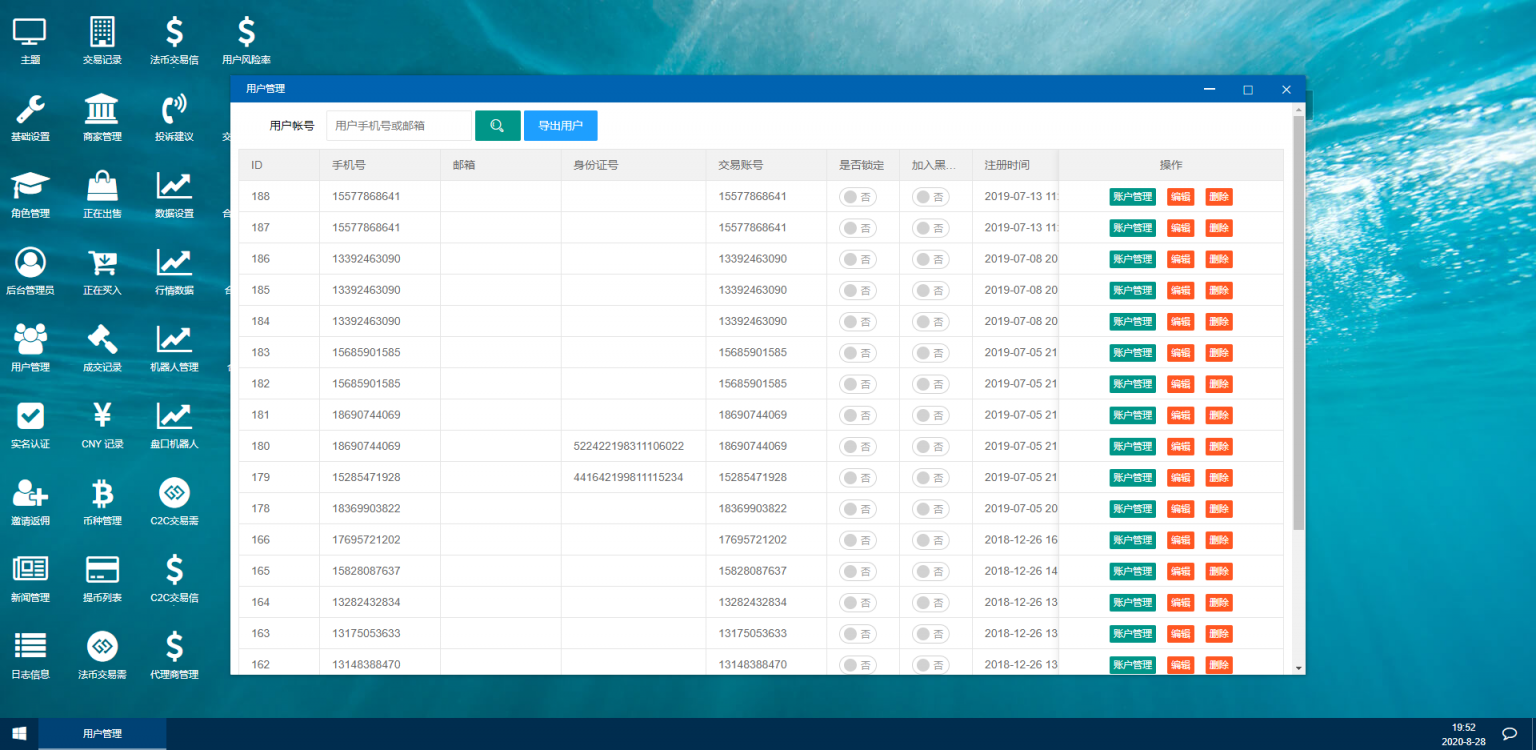 主题
交易记录
法币交易信
用户风险率
基础设置
商家管理
投诉建议
交
角色管理
正在出售
数据设置
合
后台管理员
正在买入
行情数据
合
用户管理
成交记录
机器人管理
实名认证
CNY 记录
盘口机器人
邀请返佣
币种管理
C2C交易需
新闻管理
提币列表
C2C交易信
日志信息
法币交易需
代理商管理
用户管理
用户帐号 用户手机号或邮箱 导出用户
ID 手机号 邮箱 身份证号 交易账号 是否锁定 加入黑... 注册时间 操作
188 15577868641 15577868641 否 否 2019-07-13 11: 账户管理 编辑 删除
187 15577868641 15577868641 否 否 2019-07-13 11: 账户管理 编辑 删除
186 13392463090 13392463090 否 否 2019-07-08 20 账户管理 编辑 删除
185 13392463090 13392463090 否 否 2019-07-08 20 账户管理 编辑 删除
184 13392463090 13392463090 否 否 2019-07-08 20 账户管理 编辑 删除
183 15685901585 15685901585 否 否 2019-07-05 21 账户管理 编辑 删除
182 15685901585 15685901585 否 否 2019-07-05 21 账户管理 编辑 删除
181 18690744069 18690744069 否 否 2019-07-05 21 账户管理 编辑 删除
180 18690744069 522422198311106022 18690744069 否 否 2019-07-05 21 账户管理 编辑 删除
179 15285471928 441642199811115234 15285471928 否 否 2019-07-05 21 账户管理 编辑 删除
178 18369903822 18369903822 否 否 2019-07-05 20 账户管理 编辑 删除
166 17695721202 17695721202 否 否 2018-12-26 16 账户管理 编辑 删除
165 15828087637 15828087637 否 否 2018-12-26 14 账户管理 编辑 删除
164 13282432834 13282432834 否 否 2018-12-26 13 账户管理 编辑 删除
163 13175053633 13175053633 否 否 2018-12-26 13 账户管理 编辑 删除
162 13148388470 13148388470 否 否 2018-12-26 13 账户管理 编辑 删除
用户管理
19:52
2020-8-28